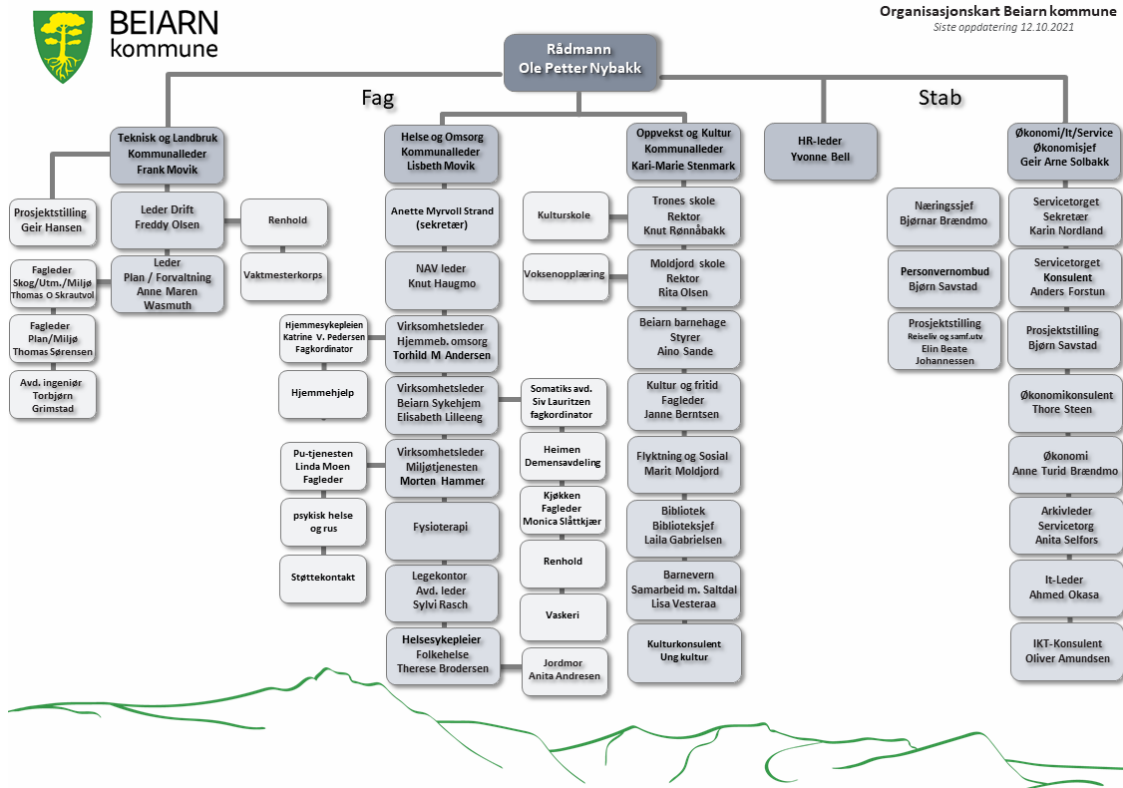 BEIARN
kommune
Organisasjonskart Beiarn kommune
Siste oppdatering 12.10.2021
Rådmann
Ole Petter Nybakk
Fag
Stab
Teknisk og Landbruk
Kommunalleder
Frank Movik
Prosjektstilling
Geir Hansen
Leder Drift
Freddy Olsen
Renhold
Vaktmesterkorps
Leder
Plan / Forvaltning
Anne Maren
Wasmuth
Fagleder
Skog/Utm./Miljø
Thomas O Skrautvol
Fagleder
Plan/Miljø
Thomas Sørensen
Avd. ingeniør
Torbjørn
Grimstad
Helse og Omsorg
Kommunalleder
Lisbeth Movik
Anette Myrvoll Strand
(sekretær)
NAV leder
Knut Haugmo
Virksomhetsleder
Hjemmeb. omsorg
Torhild M Andersen
Hjemmesykepleien
Katrine V. Pedersen
Fagkordinator
Hjemmehjelp
Virksomhetsleder
Beiarn Sykehjem
Elisabeth Lilleeng
Somatiks avd.
Siv Lauritzen
fagkordinator
Heimen
Demensavdeling
Kjøkken
Fagleder
Monica Slåttkjær
Renhold
Vaskeri
Virksomhetsleder
Miljøtjenesten
Morten Hammer
Pu-tjenesten
Linda Moen
Fagleder
psykisk helse
og rus
Støttekontakt
Fysioterapi
Legekontor
Avd. leder
Sylvi Rasch
Helsesykepleier
Folkehelse
Therese Brodersen
Jordmor
Anita Andresen
Oppvekst og Kultur
Kommunalleder
Kari-Marie Stenmark
Kulturskole
Trones skole
Rektor
Knut Rønnåbakk
Voksenopplæring
Moldjord skole
Rektor
Rita Olsen
Beiarn barnehage
Styrer
Aino Sande
Kultur og fritid
Fagleder
Janne Berntsen
Flyktning og Sosial
Marit Moldjord
Bibliotek
Biblioteksjef
Laila Gabrielsen
Barnevern
Samarbeid m. Saltdal
Lisa Vesteraa
Kulturkonsulent
Ung kultur
HR-leder
Yvonne Bell
Økonomi/It/Service
Økonomisjef
Geir Arne Solbakk
Næringssjef
Bjørnar Brændmo
Personvernombud
Bjørn Savstad
Prosjektstilling
Reiseliv og samf.utv
Elin Beate
Johannessen
Servicetorget
Sekretær
Karin Nordland
Servicetorget
Konsulent
Anders Forstun
Prosjektstilling
Bjørn Savstad
Økonomikonsulent
Thore Steen
Økonomi
Anne Turid Brændmo
Arkivleder
Servicetorg
Anita Selfors
It-Leder
Ahmed Okasa
IKT-Konsulent
Oliver Amundsen